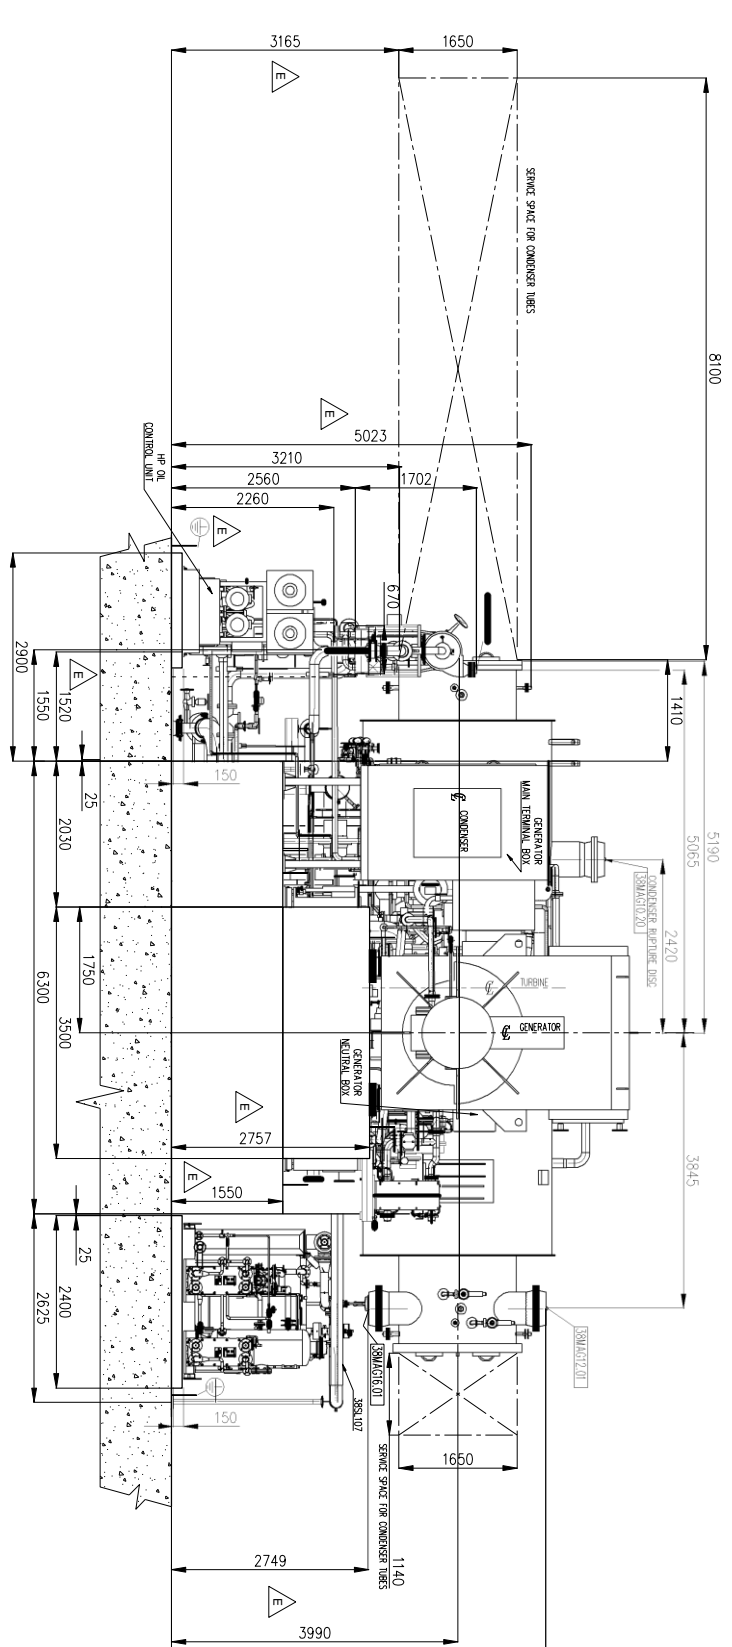 3165
1650
E
SERVICE SPACE FOR CONDENSER TUBES
8100
E
5023
3210
2560
1702
2260
HP OIL
CONTROL UNIT
E
670
2900
1550
1520
E
25
150
1410
5190
5065
2420
CONDENSER RUPTURE DISC
38MAG10.20
GENERATOR
MAIN TERMINAL BOX
CL CONDENSER
2030
6300
3500
1750
CL TURBINE
CL GENERATOR
GENERATOR
NEUTRAL BOX
E
2757
E
1550
3845
25
2400
2625
150
38MAG12.01
38MAG16.01
38SL107
1650
1140
SERVICE SPACE FOR CONDENSER TUBES
2749
E
3990